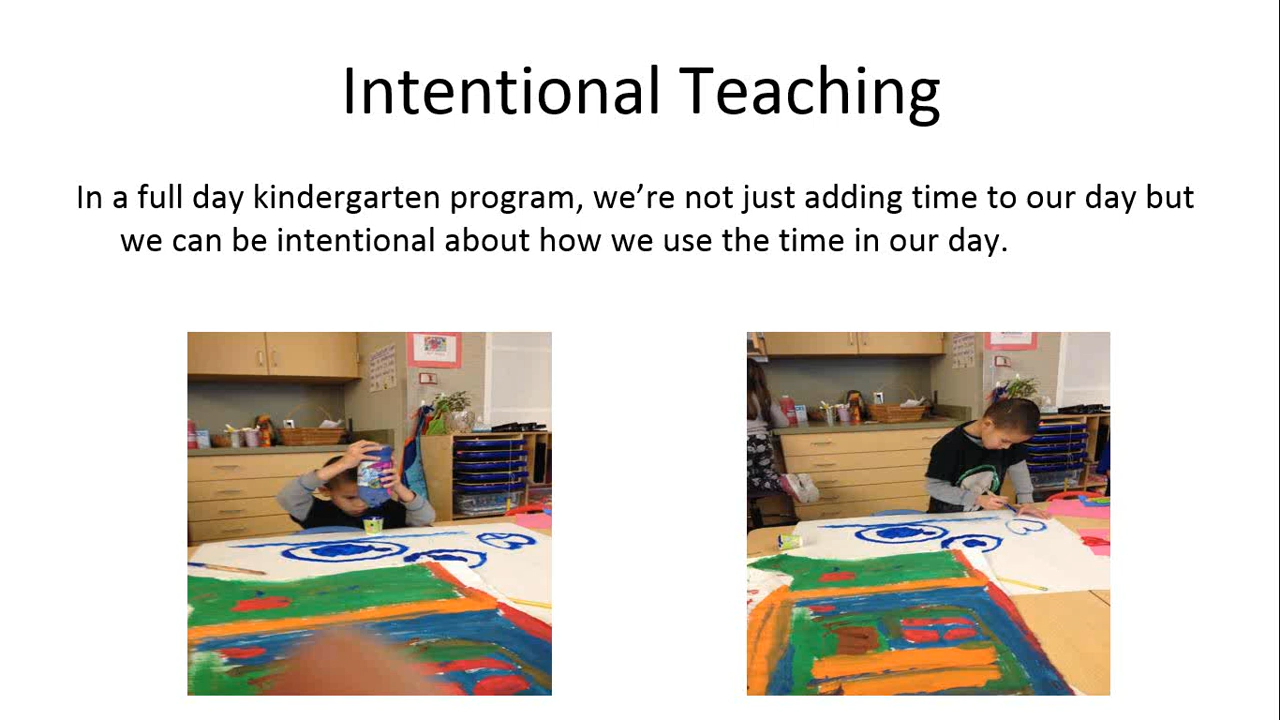 Intentional Teaching
In a full day kindergarten program, we’re not just adding time to our day but
we can be intentional about how we use the time in our day.